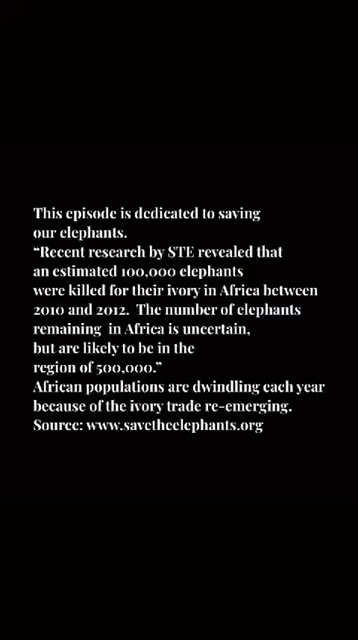 This episode is dedicated to saving
our elephants.
“Recent research by STE revealed that
an estimated 100,000 elephants
were killed for their ivory in Africa between
2010 and 2012. The number of elephants
remaining in Africa is uncertain,
but are likely to be in the
region of 500,000.”
African populations are dwindling each year
because of the ivory trade re-emerging.
Source: www.savetheelephants.org